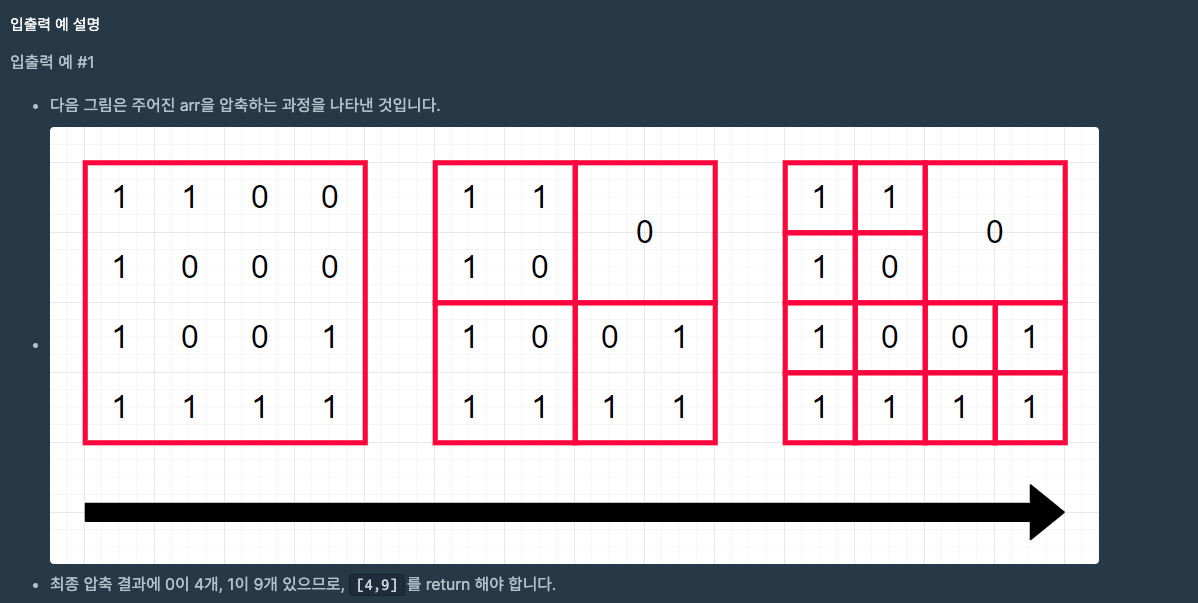 입출력 예 설명
입출력 예 #1
다음 그림은 주어진 arr을 압축하는 과정을 나타낸 것입니다.
1 1 0 0
1 0 0 0
1 0 0 1
1 1 1 1
1 1
0
1 0
1 0 0 1
1 1 1 1
1 1
0
1 0
1 0 0 1
1 1 1 1
최종 압축 결과에 0이 4개, 1이 9개 있으므로, [4,9] 를 return 해야 합니다.